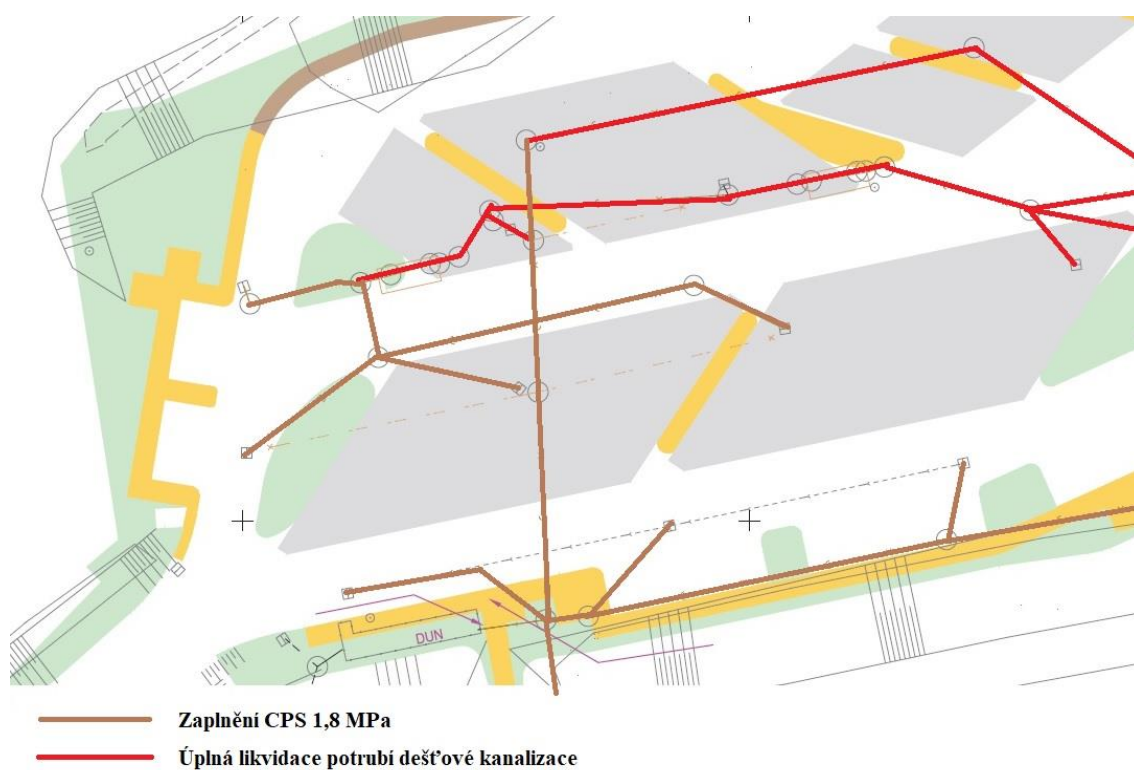 DUN
Zaplnění CPS 1,8 MPa
Úplná likvidace potrubí dešťové kanalizace